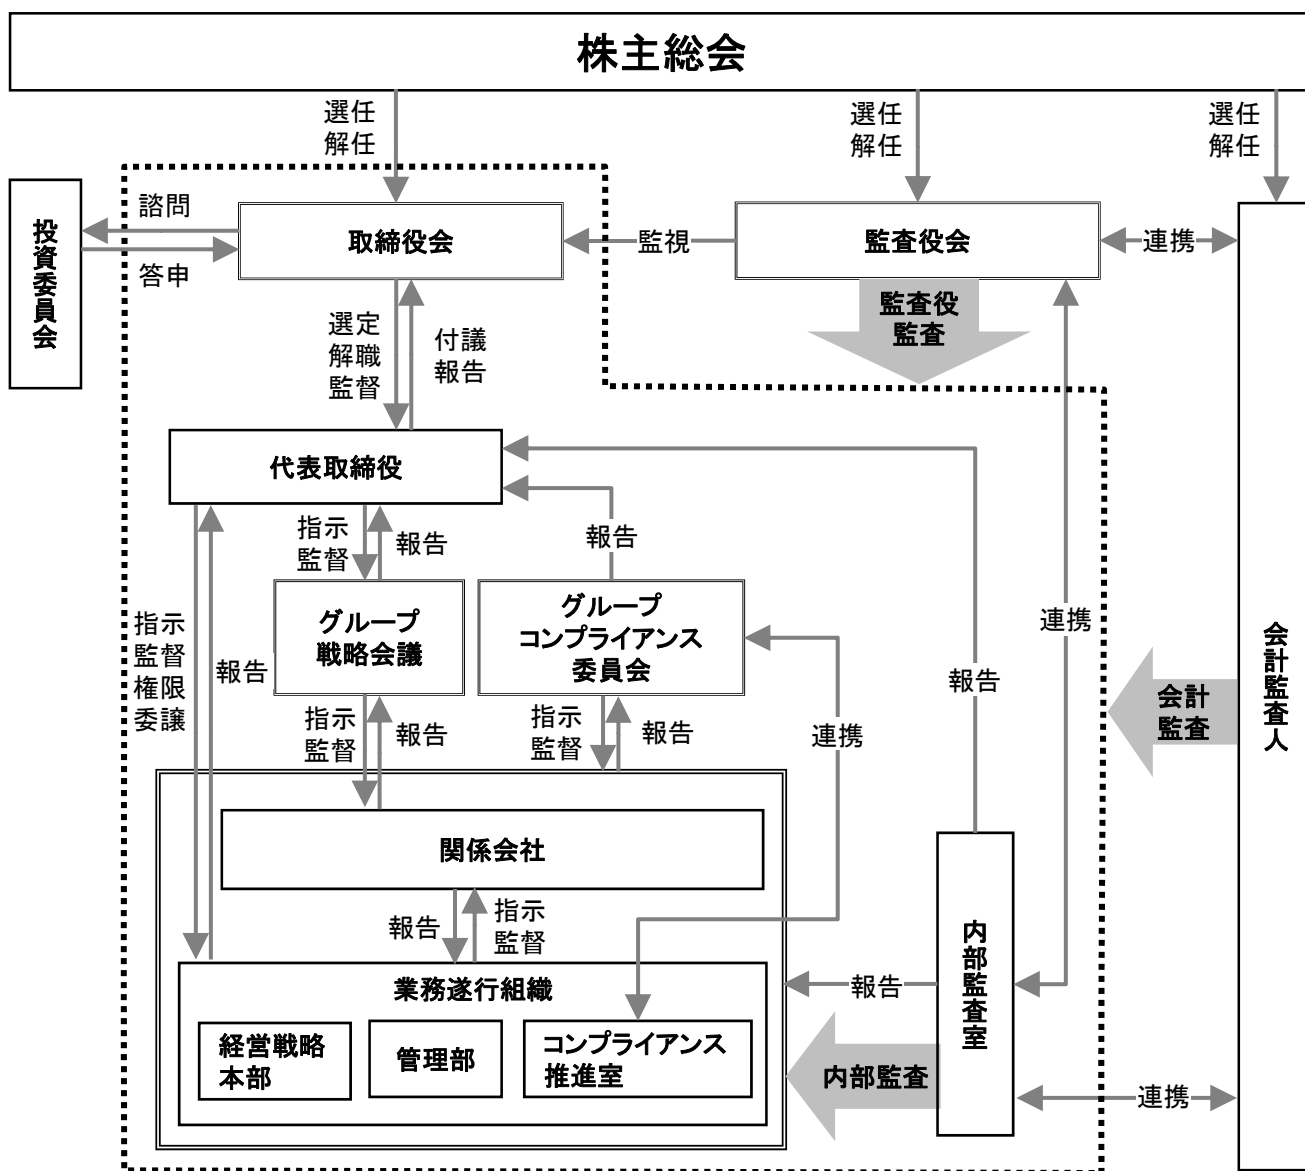 株主総会
選任
解任
選任
解任
選任
解任
投資委員会
諮問
答申
取締役会
監視
監査役会
連携
監査役
監査
選定
解職
監督
付議
報告
代表取締役
指示
監督
報告
報告
グループ
戦略会議
グループ
コンプライアンス
委員会
指示
監督
権限
委譲
報告
連携
報告
会計監査人
会計
監査
指示
監督
報告
指示
監督
報告
連携
関係会社
報告
指示
監督
業務遂行組織
経営戦略
本部
管理部
コンプライアンス
推進室
報告
内部監査室
内部監査
連携